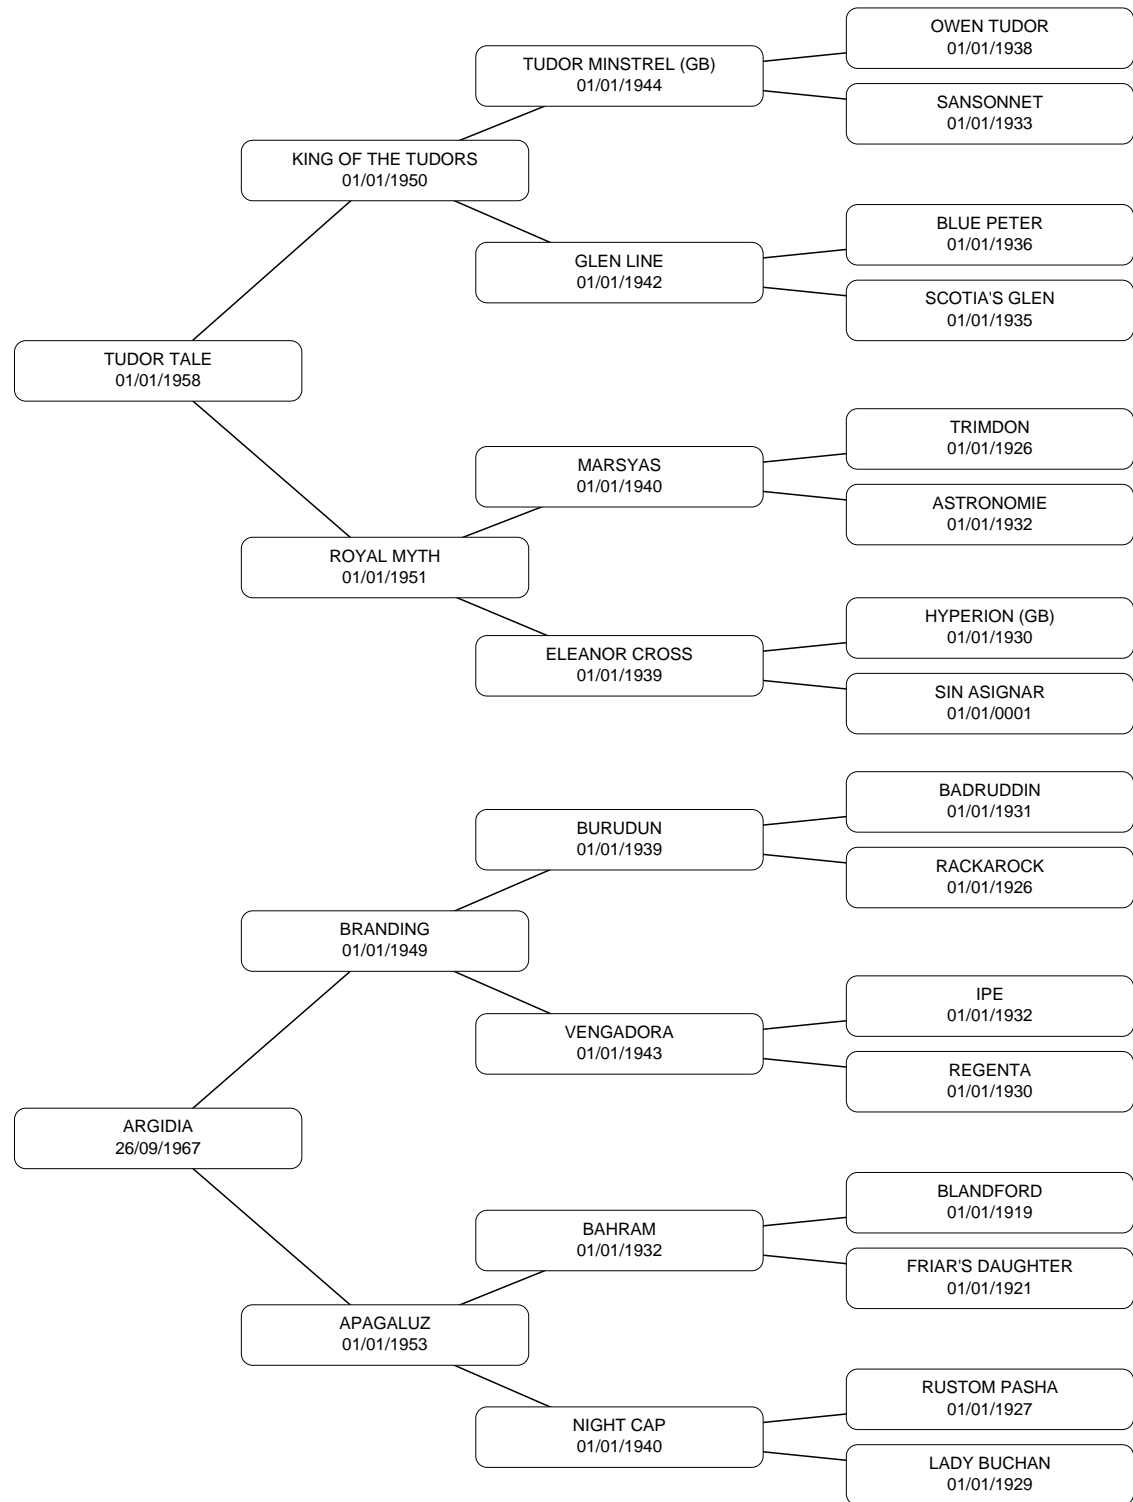 OWEN TUDOR
01/01/1938
TUDOR MINSTREL (GB)
01/01/1944
SANSONNET
01/01/1933
KING OF THE TUDORS
01/01/1950
BLUE PETER
01/01/1936
GLEN LINE
01/01/1942
SCOTIA'S GLEN
01/01/1935
TUDOR TALE
01/01/1958
TRIMDON
01/01/1926
MARSYAS
01/01/1940
ASTRONOMIE
01/01/1932
ROYAL MYTH
01/01/1951
HYPERION (GB)
01/01/1930
ELEANOR CROSS
01/01/1939
SIN ASIGNAR
01/01/0001
BADRUDDIN
01/01/1931
BURUDUN
01/01/1939
RACKAROCK
01/01/1926
BRANDING
01/01/1949
IPE
01/01/1932
VENGADORA
01/01/1943
REGENTA
01/01/1930
ARGIDIA
26/09/1967
BLANDFORD
01/01/1919
BAHRAM
01/01/1932
FRIAR'S DAUGHTER
01/01/1921
APAGALUZ
01/01/1953
RUSTOM PASHA
01/01/1927
NIGHT CAP
01/01/1940
LADY BUCHAN
01/01/1929